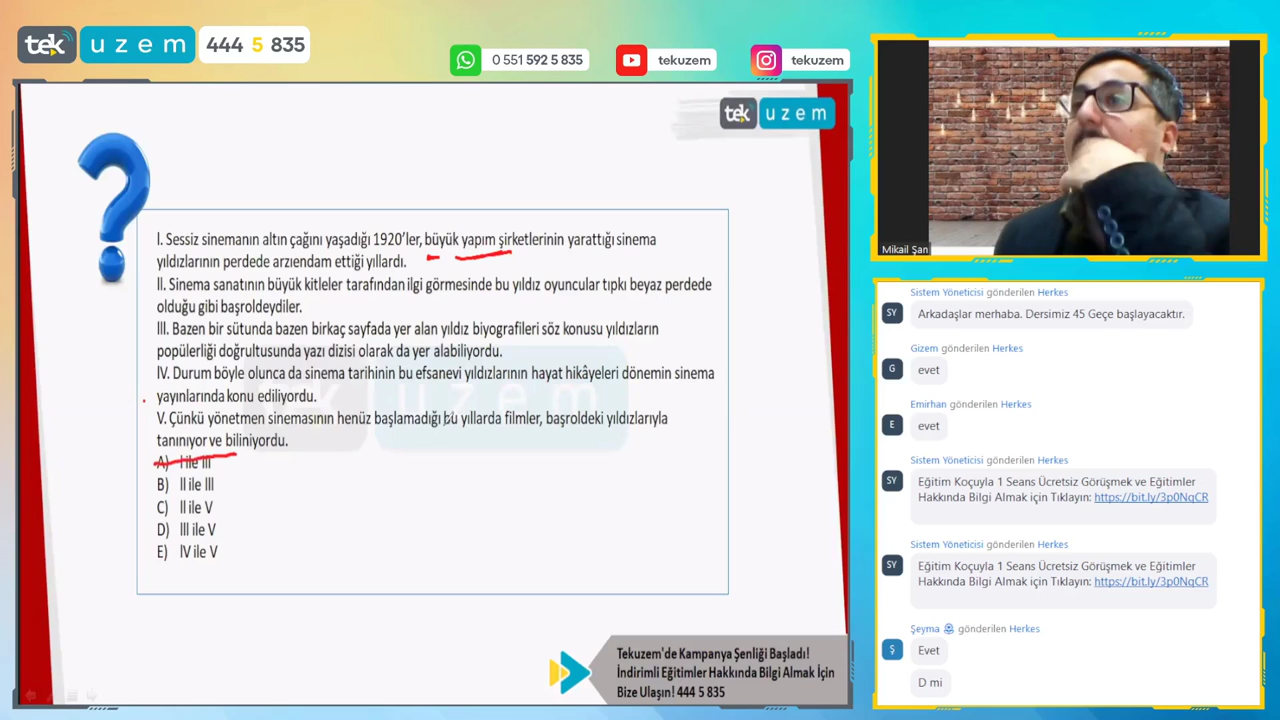 tek uzem 444 5 835
0 551 592 5 835
tekuzem
tekuzem
tek uzem
I. Sessiz sinemanın altın çağını yaşadığı 1920'ler, büyük yapım şirketlerinin yarattığı sinema
yıldızlarının perdede arzıendam ettiği yıllardı.
II. Sinema sanatının büyük kitleler tarafından ilgi görmesinde bu yıldız oyuncular tıpkı beyaz perdede
olduğu gibi başroldeydiler.
III. Bazen bir sütunda bazen birkaç sayfada yer alan yıldız biyografileri söz konusu yıldızların
popülerliği doğrultusunda yazı dizisi olarak da yer alabiliyordu.
IV. Durum böyle olunca da sinema tarihinin bu efsanevi yıldızlarının hayat hikâyeleri dönemin sinema
yayınlarında konu ediliyordu.
V. Çünkü yönetmen sinemasının henüz başlamadığı bu yıllarda filmler, başroldeki yıldızlarıyla
tanınıyor ve biliniyordu.
A) I ile III
B) II ile III
C) II ile V
D) III ile V
E) IV ile V
tek uzem
Tekuzem'de Kampanya Şenliği Başladı!
İndirimli Eğitimler Hakkında Bilgi Almak İçin
Bize Ulaşın! 444 5 835
Mikail Şan
Sistem Yöneticisi gönderilen Herkes
SY Arkadaşlar merhaba. Dersimiz 45 Geçe başlayacaktır.
Gizem gönderilen Herkes
G evet
Emirhan gönderilen Herkes
E evet
Sistem Yöneticisi gönderilen Herkes
SY Eğitim Koçuyla 1 Seans Ücretsiz Görüşmek ve Eğitimler
Hakkında Bilgi Almak için Tıklayın: https://bit.ly/3p0NqCR
Sistem Yöneticisi gönderilen Herkes
SY Eğitim Koçuyla 1 Seans Ücretsiz Görüşmek ve Eğitimler
Hakkında Bilgi Almak için Tıklayın: https://bit.ly/3p0NqCR
Şeyma gönderilen Herkes
Ş Evet
D mi